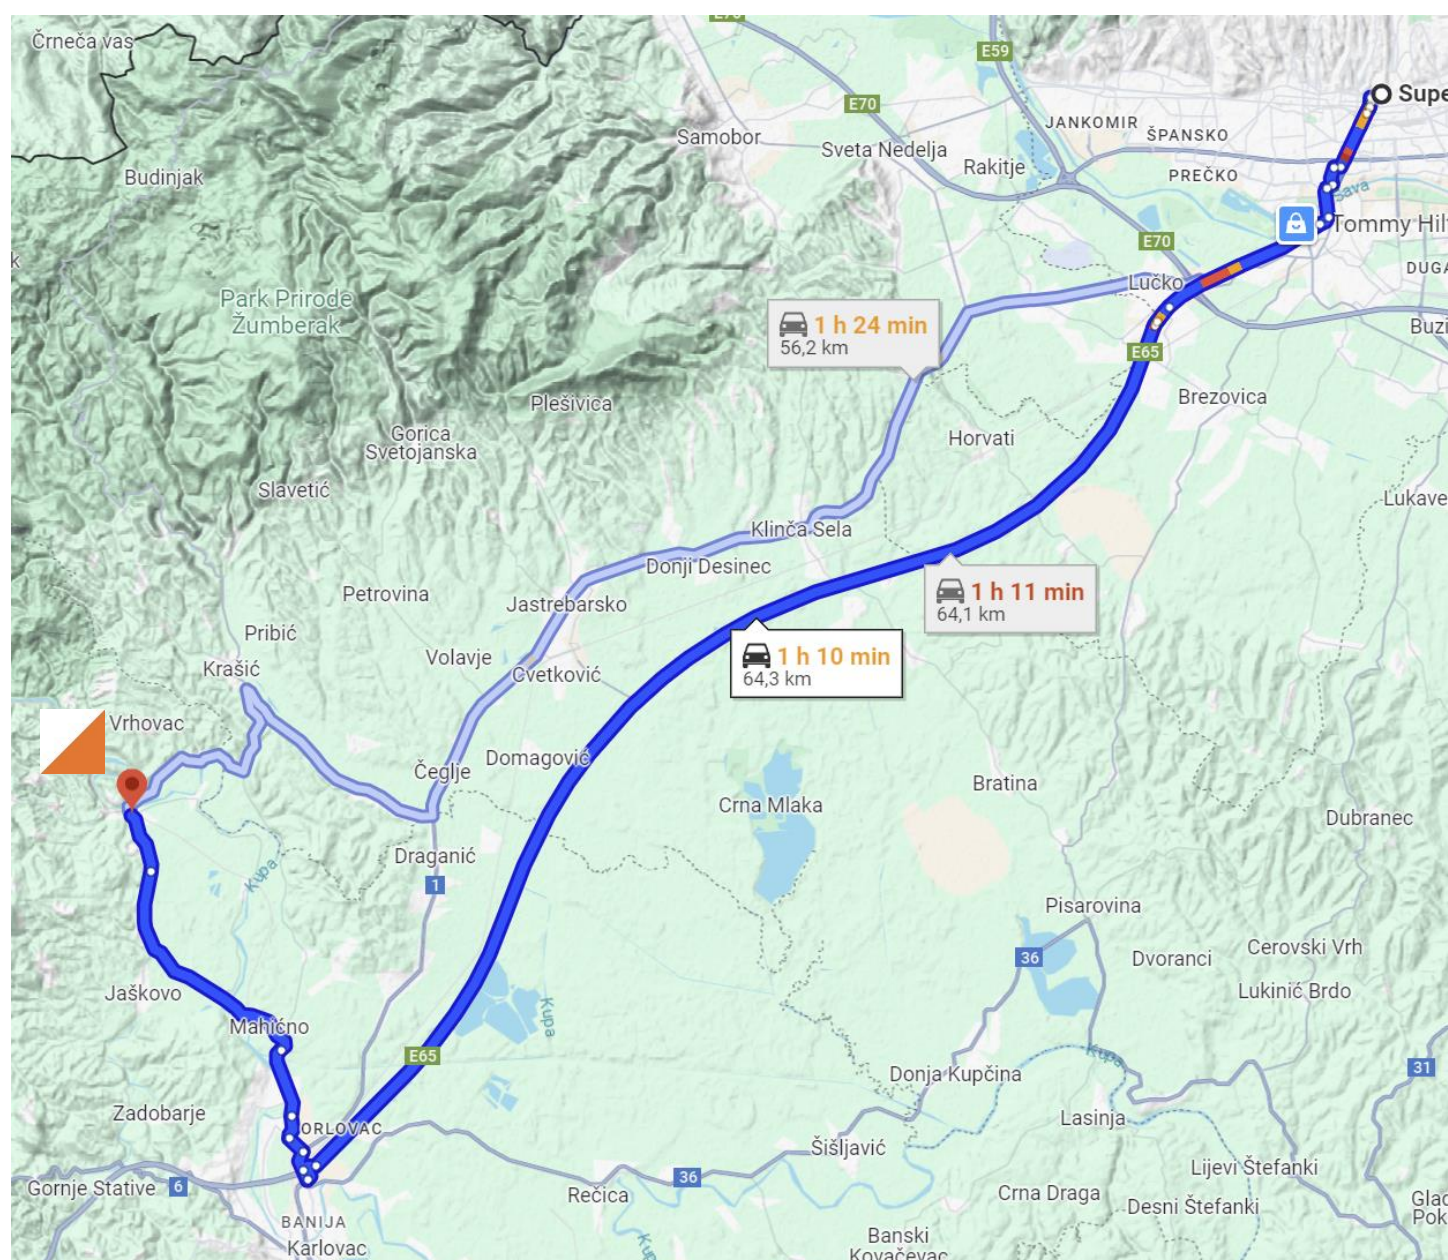 E70
Črneča vas
E59
Supe
E70
JANKOMIR
ŠPANSKO
Samobor
Sveta Nedelja
Rakitje
PREČKO
Budinjak
Sava
Tommy Hil
E70
k
DUGA
Lučko
Park Prirode
Žumberak
1 h 24 min
56,2 km
Buzi
E65
Brezovica
Plešivica
Gorica
Svetojanska
Horvati
Slavetić
Lukave
Klinča Sela
Donji Desinec
Petrovina
Jastrebarsko
1 h 11 min
64,1 km
Pribić
Volavje
1 h 10 min
64,3 km
Krašić
Cvetković
Vrhovac
Domagović
Čeglje
Bratina
Crna Mlaka
Dubranec
Draganić
Kupa
1
Pisarovina
Cerovski Vrh
36
Dvoranci
Jaškovo
Lukinić Brdo
Kupa
Mahićno
E65
Kupa
31
Donja Kupčina
Zadobarje
Lasinja
ORLOVAC
Šišljavić
Lijevi Štefanki
36
Gornje Stative
6
Rečica
Crna Draga
Desni Štefanki
Glad
Pok
BANIJA
Karlovac
Kup
Banski
Kovačevac